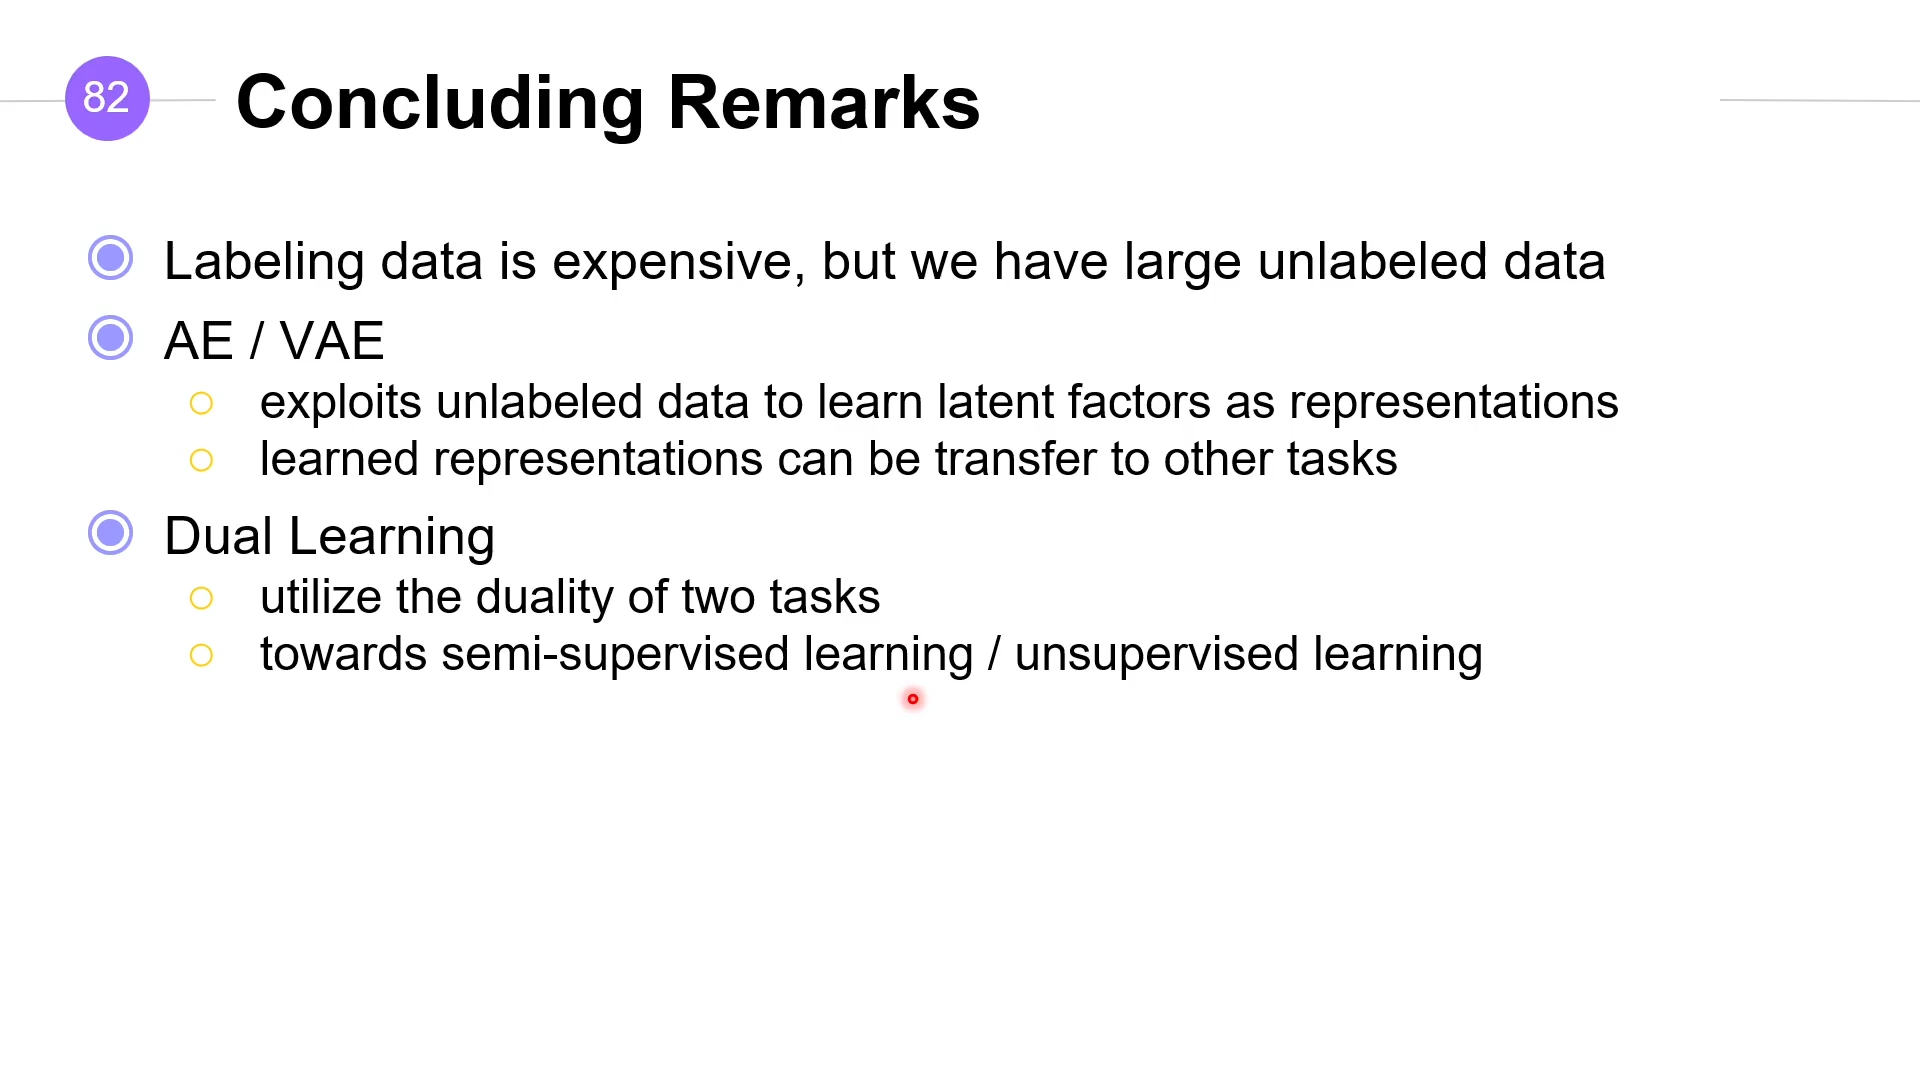 82
Concluding Remarks
Labeling data is expensive, but we have large unlabeled data
AE / VAE
exploits unlabeled data to learn latent factors as representations
learned representations can be transfer to other tasks
Dual Learning
utilize the duality of two tasks
towards semi-supervised learning / unsupervised learning